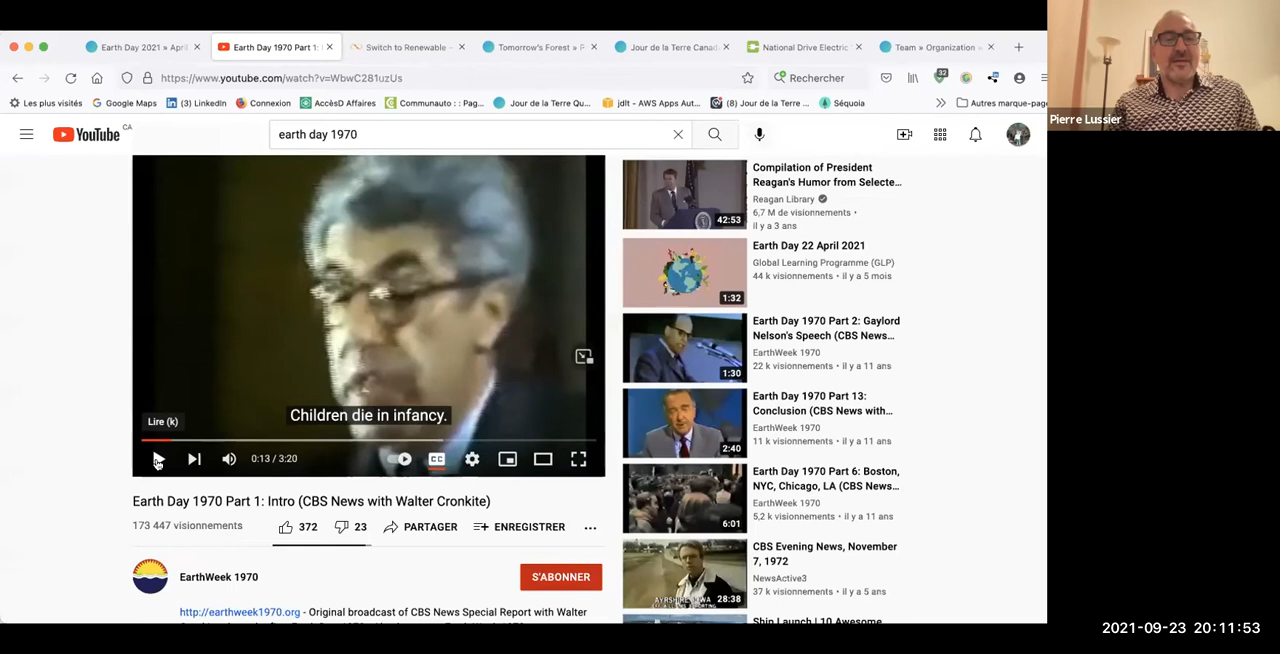 Earth Day 2021 » April
Earth Day 1970 Part 1:
Switch to Renewable –
Tomorrow's Forest » F
Jour de la Terre Cana
National Drive Electric
Team » Organization »
https://www.youtube.com/watch?v=WbwC281uzUs
Rechercher
32
Les plus visités
Google Maps
(3) LinkedIn
Connexion
AccèsD Affaires
Communauto : : Pag...
Jour de la Terre Qu...
jdlt - AWS Apps Aut...
(8) Jour de la Terre ...
Séquoia
Autres marque-page
Pierre Lussier
YouTube CA
earth day 1970
Children die in infancy.
Lire (k)
0:13 / 3:20
CC
Earth Day 1970 Part 1: Intro (CBS News with Walter Cronkite)
173 447 visionnements
372
23
PARTAGER
ENREGISTRER
EarthWeek 1970
S'ABONNER
http://earthweek1970.org - Original broadcast of CBS News Special Report with Walter
Compilation of President
Reagan's Humor from Selecte...
Reagan Library
6,7 M de visionnements •
il y a 3 ans
42:53
Earth Day 22 April 2021
Global Learning Programme (GLP)
44 k visionnements • il y a 5 mois
1:32
Earth Day 1970 Part 2: Gaylord
Nelson's Speech (CBS News...
EarthWeek 1970
22 k visionnements • il y a 11 ans
1:30
Earth Day 1970 Part 13:
Conclusion (CBS News with...
EarthWeek 1970
11 k visionnements • il y a 11 ans
2:40
Earth Day 1970 Part 6: Boston,
NYC, Chicago, LA (CBS News...
EarthWeek 1970
5,2 k visionnements • il y a 11 ans
6:01
CBS Evening News, November
7, 1972
NewsActive3
37 k visionnements • il y a 5 ans
28:38
Ship Launch | 10 Awesome
2021-09-23 20:11:53